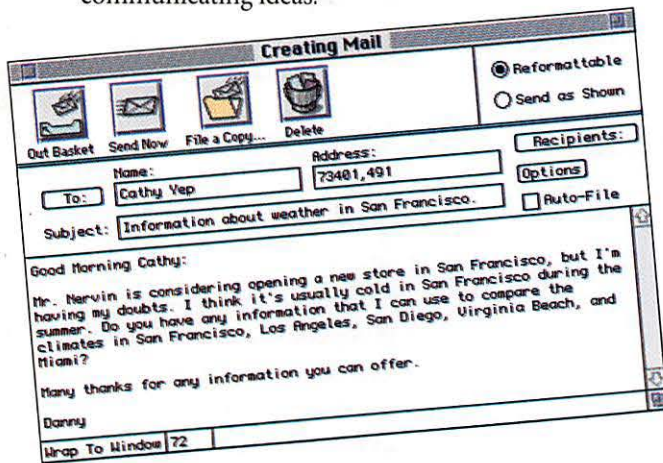 communicating ideas.
Creating Mail
Out Basket
Send Now
File a Copy...
Delete
Reformattable
Send as Shown
To:
Name:
Cathy Yep
Address:
73401,491
Recipients:
Options
Subject:
Information about weather in San Francisco.
Auto-File
Good Morning Cathy:
Mr. Nervin is considering opening a new store in San Francisco, but I'm
having my doubts. I think it's usually cold in San Francisco during the
summer. Do you have any information that I can use to compare the
climates in San Francisco, Los Angeles, San Diego, Virginia Beach, and
Miami?
Many thanks for any information you can offer.
Danny
Wrap To Window
72